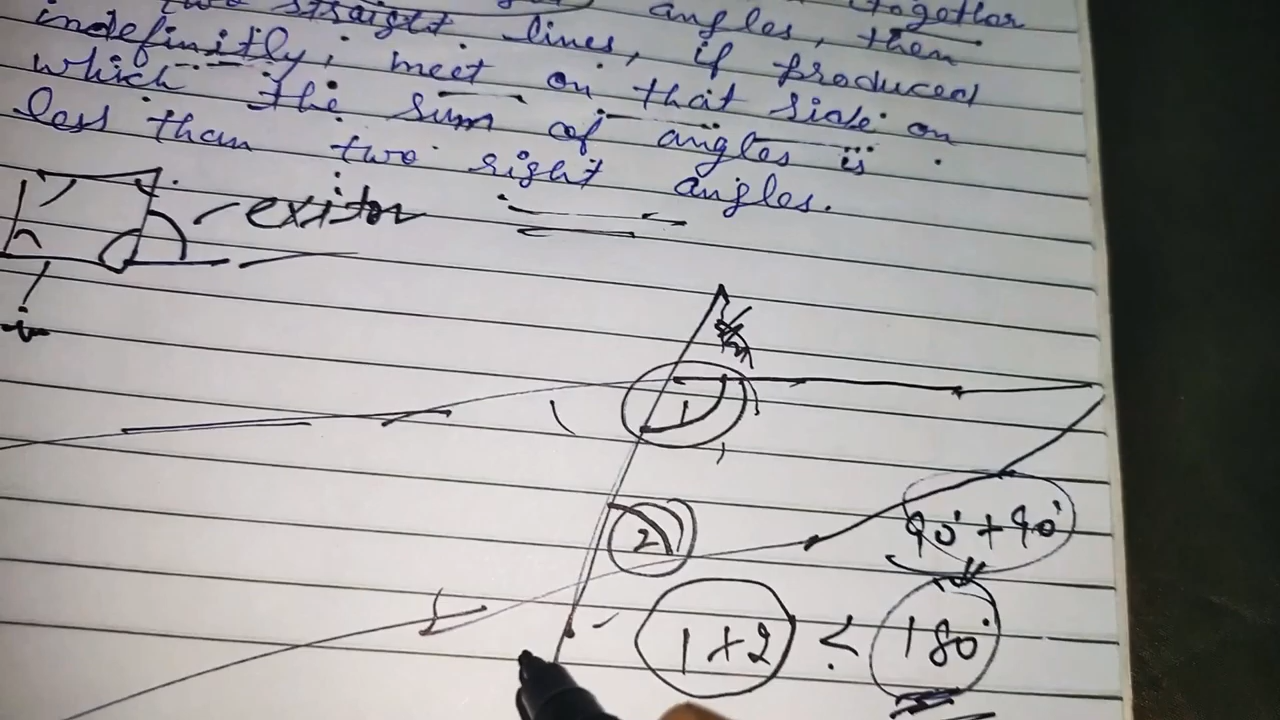 two straight angles, together
indefinitly; lines, then
meet on if produced
which the sum that side on
less than of angles is
two right angles.
exitor
1
2
90° + 90°
1+2 < 180°